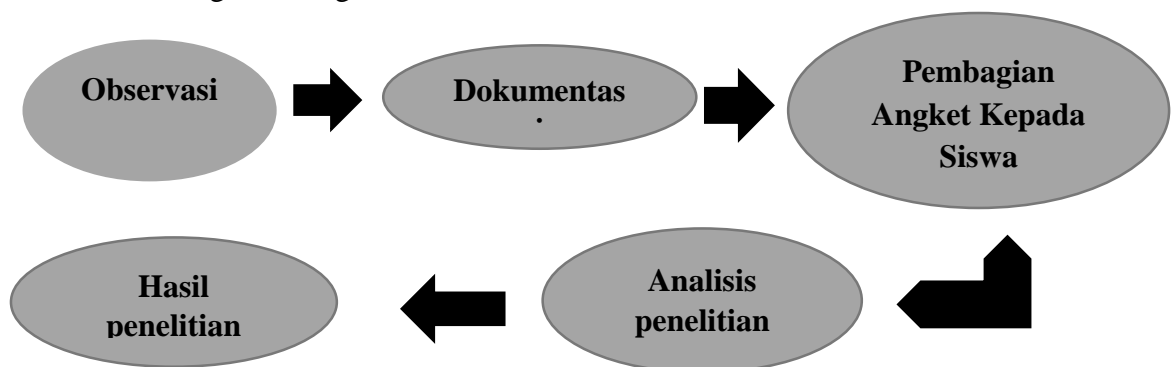 Observasi
Dokumentas
Pembagian
Angket Kepada
Siswa
Hasil
penelitian
Analisis
penelitian